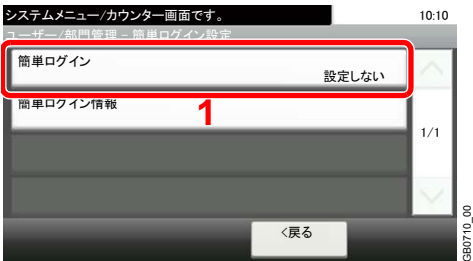 システムメニュー/カウンター画面です。
10:10
ユーザー/部門管理 - 簡単ログイン設定
簡単ログイン
設定しない
簡単ログイン情報
1
1/1
<戻る
GB0710_00